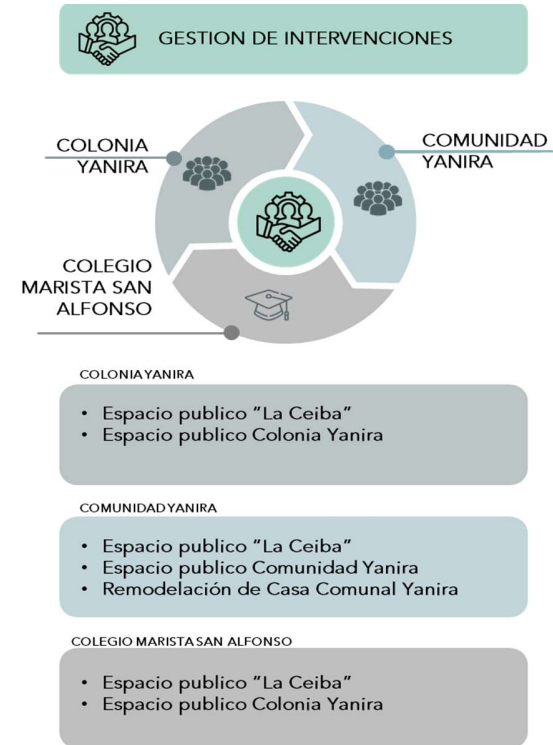 GESTION DE INTERVENCIONES
COLONIA
YANIRA
COMUNIDAD
YANIRA
COLEGIO
MARISTA SAN
ALFONSO
COLONIA YANIRA
• Espacio publico “La Ceiba”
• Espacio publico Colonia Yanira
COMUNIDAD YANIRA
• Espacio publico “La Ceiba”
• Espacio publico Comunidad Yanira
• Remodelación de Casa Comunal Yanira
COLEGIO MARISTA SAN ALFONSO
• Espacio publico “La Ceiba”
• Espacio publico Colonia Yanira